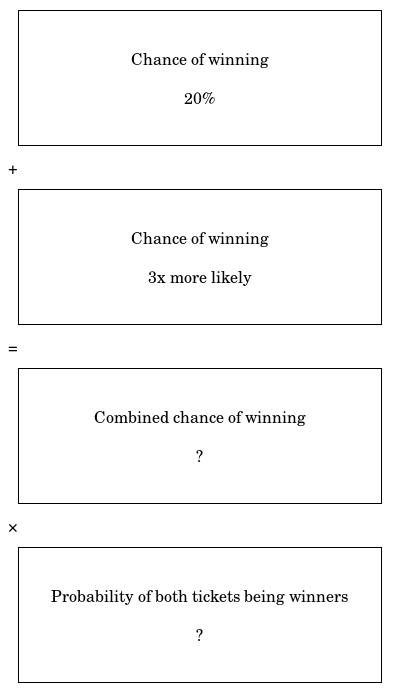 Chance of winning
20%
+
Chance of winning
3x more likely
=
Combined chance of winning
?
×
Probability of both tickets being winners
?